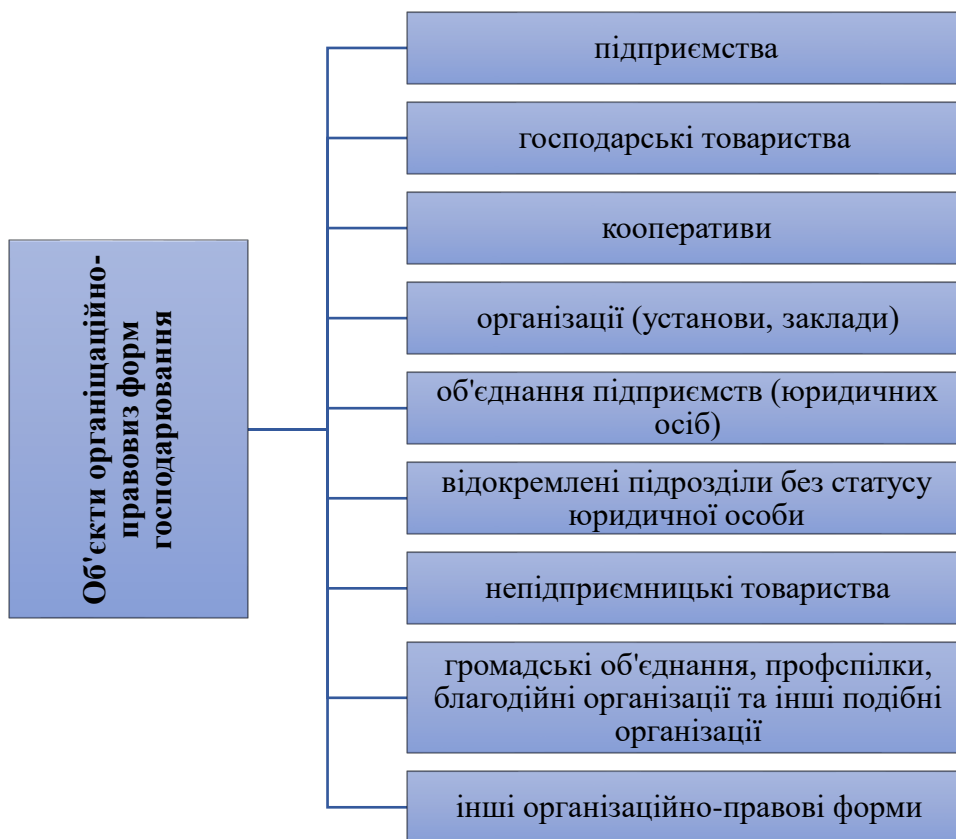 Об'єкти організаційно-
правовиз форм
господарювання
підприємства
господарські товариства
кооперативи
організації (установи, заклади)
об'єднання підприємств (юридичних
осіб)
відокремлені підрозділи без статусу
юридичної особи
непідприємницькі товариства
громадські об'єднання, профспілки,
благодійні організації та інші подібні
організації
інші організаційно-правові форми